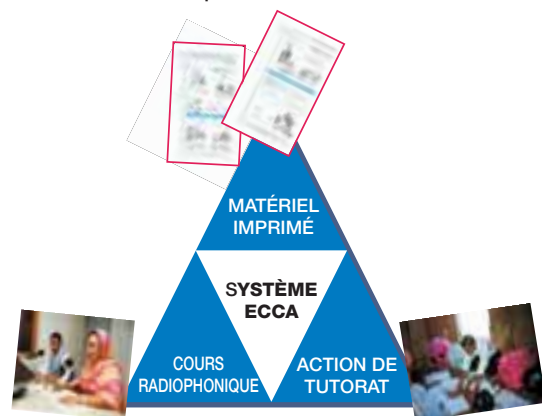 MATÉRIEL
IMPRIMÉ
SYSTÈME
ECCA
COURS
RADIOPHONIQUE
ACTION DE
TUTORAT